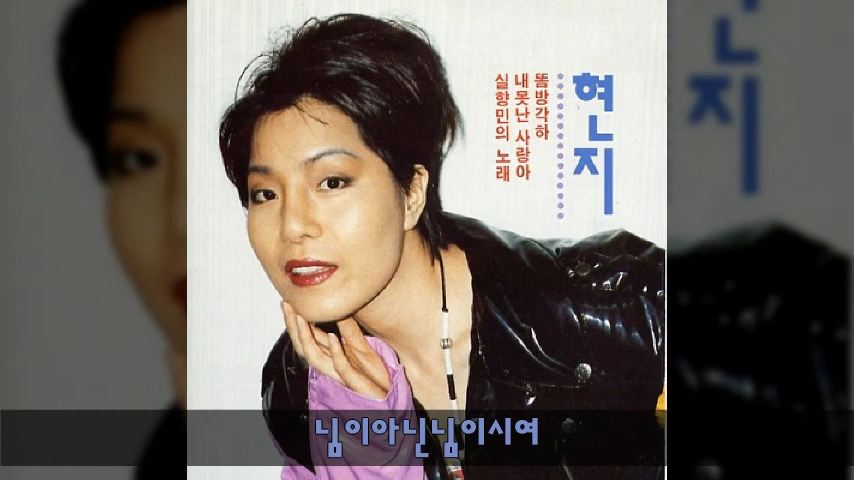 현지
똠방각하
내 못난 사랑아
실향민의 노래
님이아닌님이시여